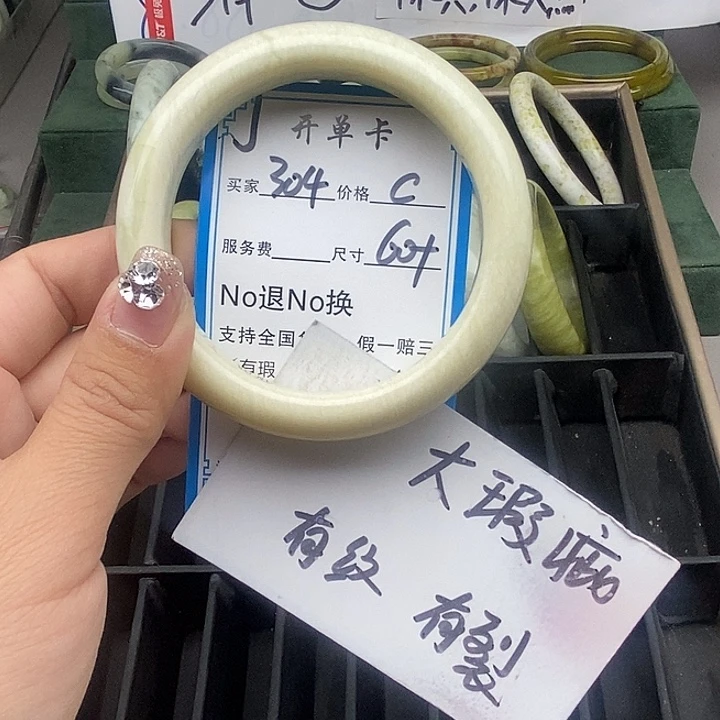 开单卡
买家 304 价格 C
服务费 尺寸 60+
No退No换
支持全国 假一赔三
(有瑕
大瑕疵
有纹 有裂